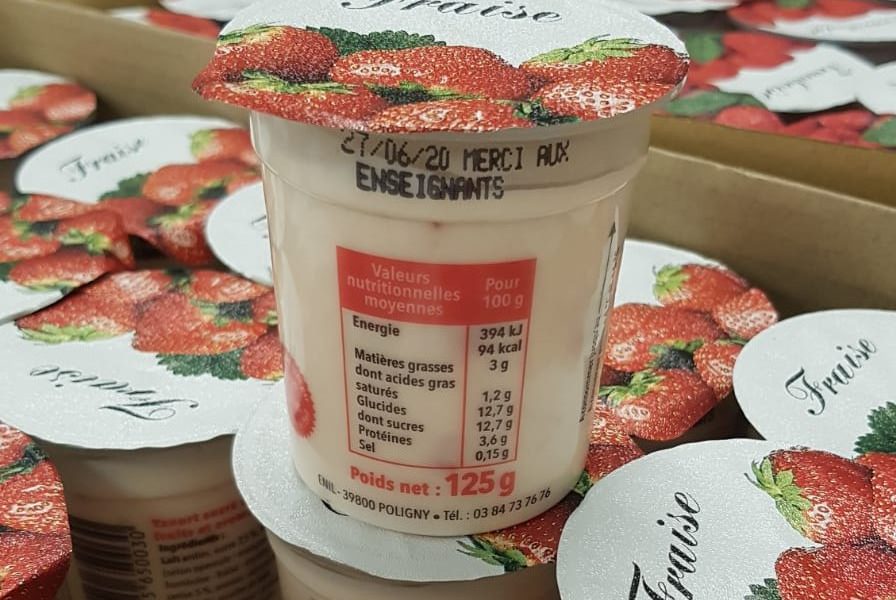 Fraise
27/06/20 MERCI AUX
ENSEIGNANTS
Valeurs
nutritionnelles
moyennes
Pour
100 g
Energie 394 kJ
94 kcal
Matières grasses 3 g
dont acides gras
saturés 1,2 g
Glucides 12,7 g
dont sucres 12,7 g
Protéines 3,6 g
Sel 0,15 g
Poids net : 125 g
ENIL - 39800 POLIGNY • Tél. : 03 84 73 76 76
Fraise
Fraise
Fraise
Fraise
Ingrédients :